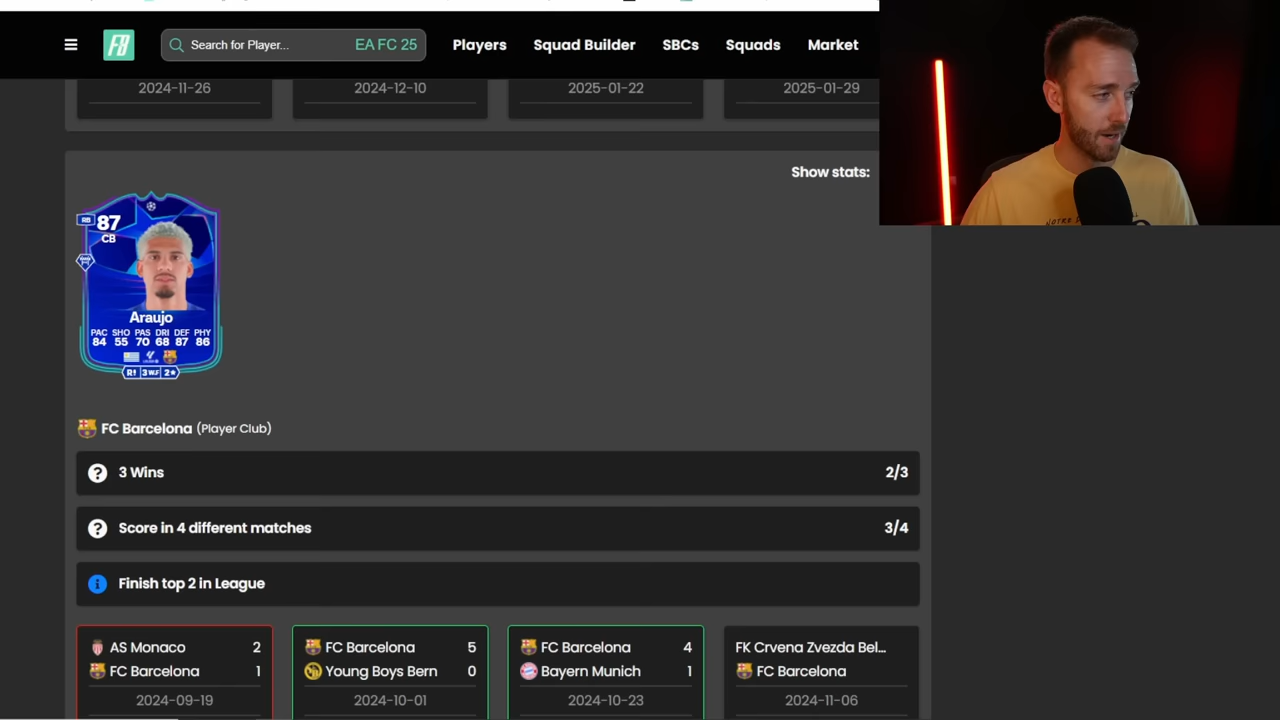 FB
Search for Player...
EA FC 25
Players
Squad Builder
SBCs
Squads
Market
2024-11-26
2024-12-10
2025-01-22
2025-01-29
Show stats:
RB
87
CB
Araujo
PAC SHO PAS DRI DEF PHY
84 55 70 68 87 86
3 W.F
2★
FC Barcelona (Player Club)
? 3 Wins 2/3
? Score in 4 different matches 3/4
i Finish top 2 in League
AS Monaco 2
FC Barcelona 1
2024-09-19
FC Barcelona 5
Young Boys Bern 0
2024-10-01
FC Barcelona 4
Bayern Munich 1
2024-10-23
FK Crvena Zvezda Bel...
FC Barcelona
2024-11-06